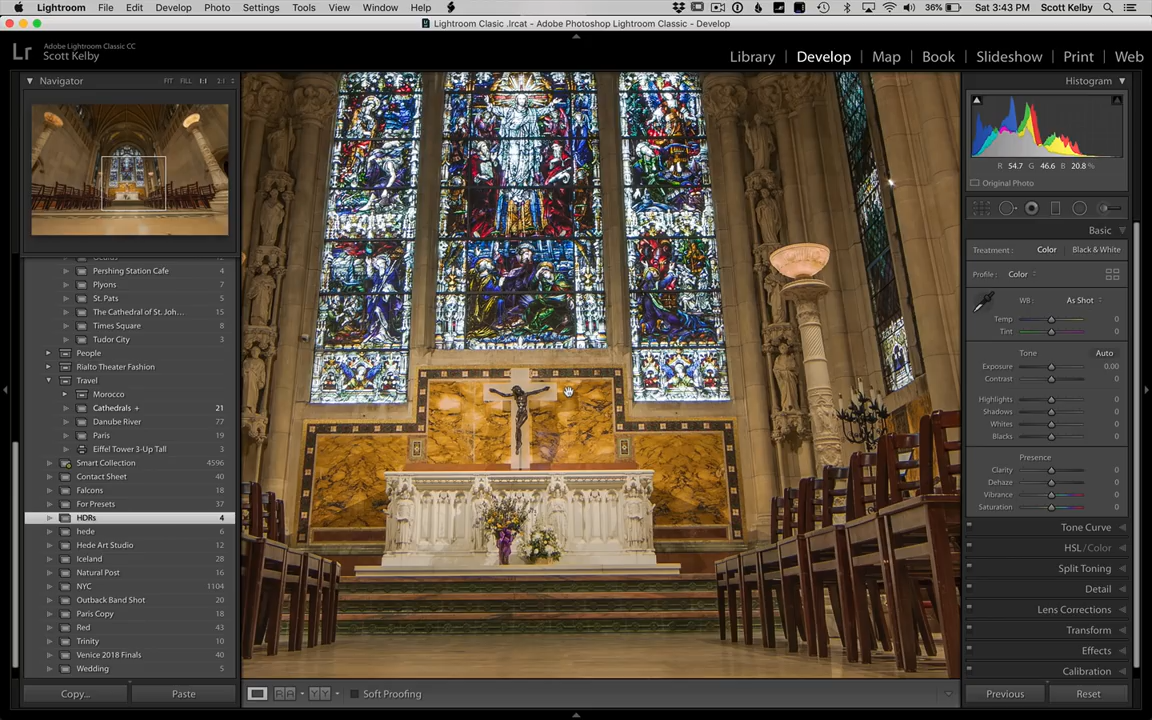 Lightroom File Edit Develop Photo Settings Tools View Window Help 36% Sat 3:43 PM Scott Kelby
Lightroom Clasic .lrcat - Adobe Photoshop Lightroom Classic - Develop
Lr Adobe Lightroom Classic CC
Scott Kelby
Library | Develop | Map | Book | Slideshow | Print | Web
Navigator FIT FILL 1:1 2:1
Histogram
R 54.7 G 46.6 B 20.8 %
Original Photo
Basic
Treatment: Color Black & White
Profile: Color
WB: As Shot
Temp 0
Tint 0
Tone Auto
Exposure 0.00
Contrast 0
Highlights 0
Shadows 0
Whites 0
Blacks 0
Presence
Clarity 0
Dehaze 0
Vibrance 0
Saturation 0
Tone Curve
HSL / Color
Split Toning
Detail
Lens Corrections
Transform
Effects
Calibration
Previous Reset
Pershing Station Cafe 4
Plyons 7
St. Pats 5
The Cathedral of St. Joh... 15
Times Square 8
Tudor City 2
People
Rialto Theater Fashion
Travel
Morocco
Cathedrals + 21
Danube River 77
Paris 19
Eiffel Tower 3-Up Tall 3
Smart Collection 4596
Contact Sheet 40
Falcons 18
For Presets 37
HDRs 4
hede 6
Hede Art Studio 12
Iceland 28
Natural Post 16
NYC 1104
Outback Band Shot 20
Paris Copy 18
Red 43
Trinity 10
Venice 2018 Finals 40
Wedding 5
Copy... Paste
Soft Proofing